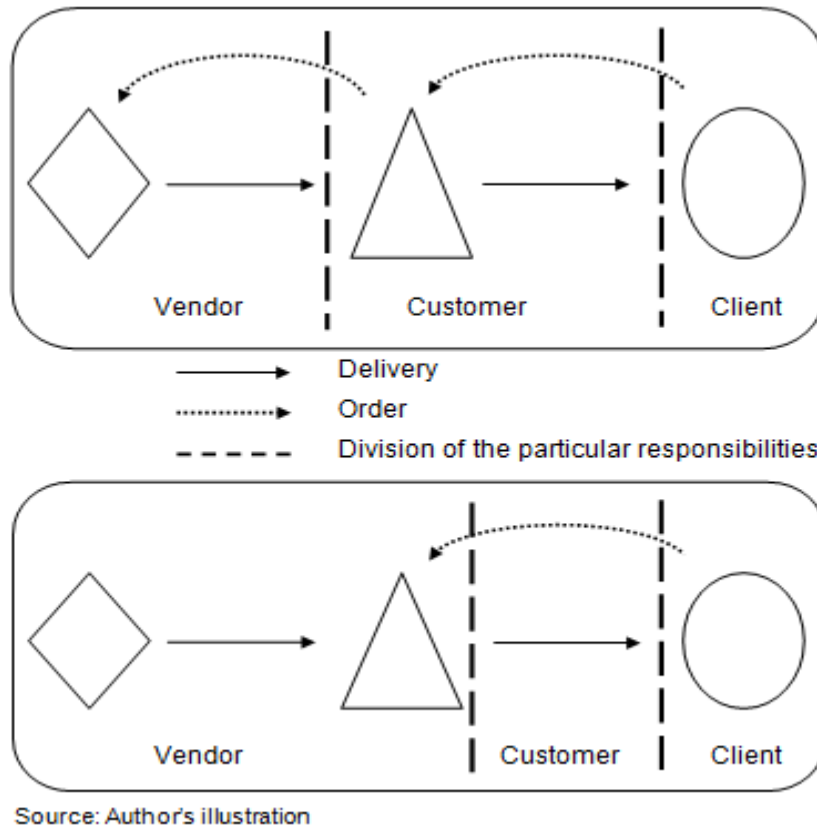 Vendor Customer Client
Delivery
Order
Division of the particular responsibilities
Vendor Customer Client
Source: Author's illustration